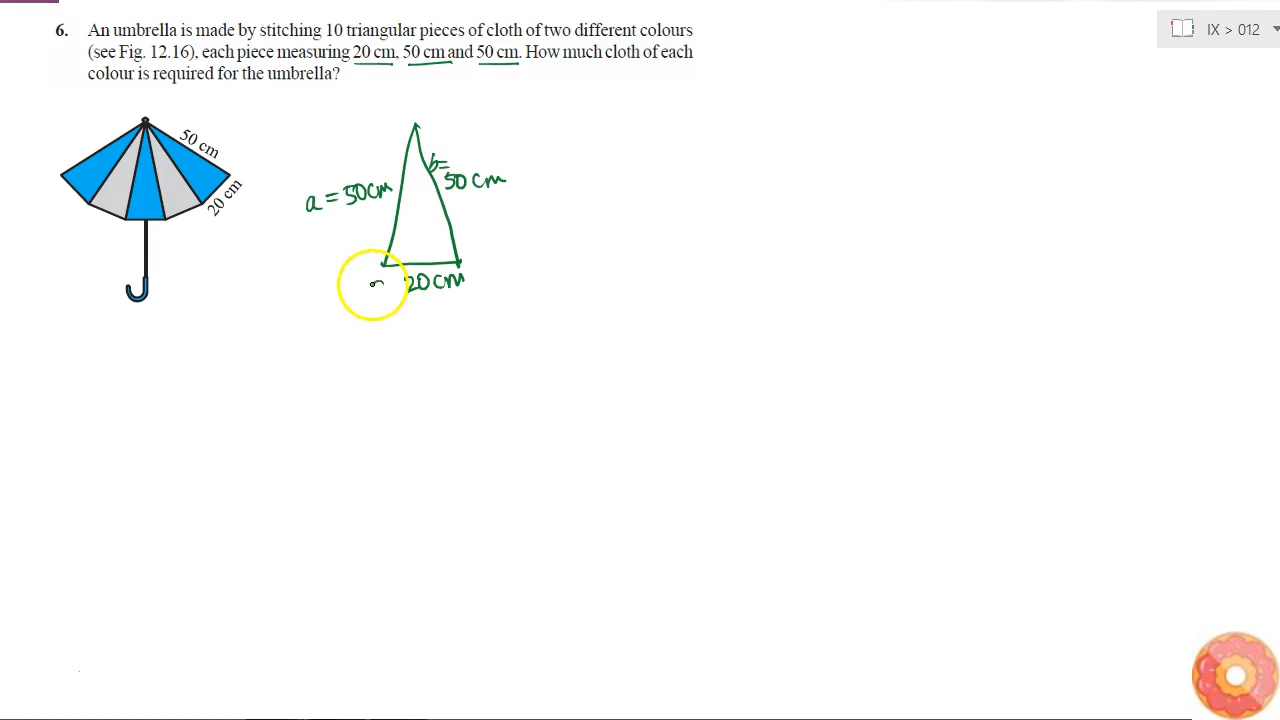 6. An umbrella is made by stitching 10 triangular pieces of cloth of two different colours
(see Fig. 12.16), each piece measuring 20 cm, 50 cm and 50 cm. How much cloth of each
colour is required for the umbrella?
IX > 012
50 cm
20 cm
a = 50cm
b=
50 cm
20cm